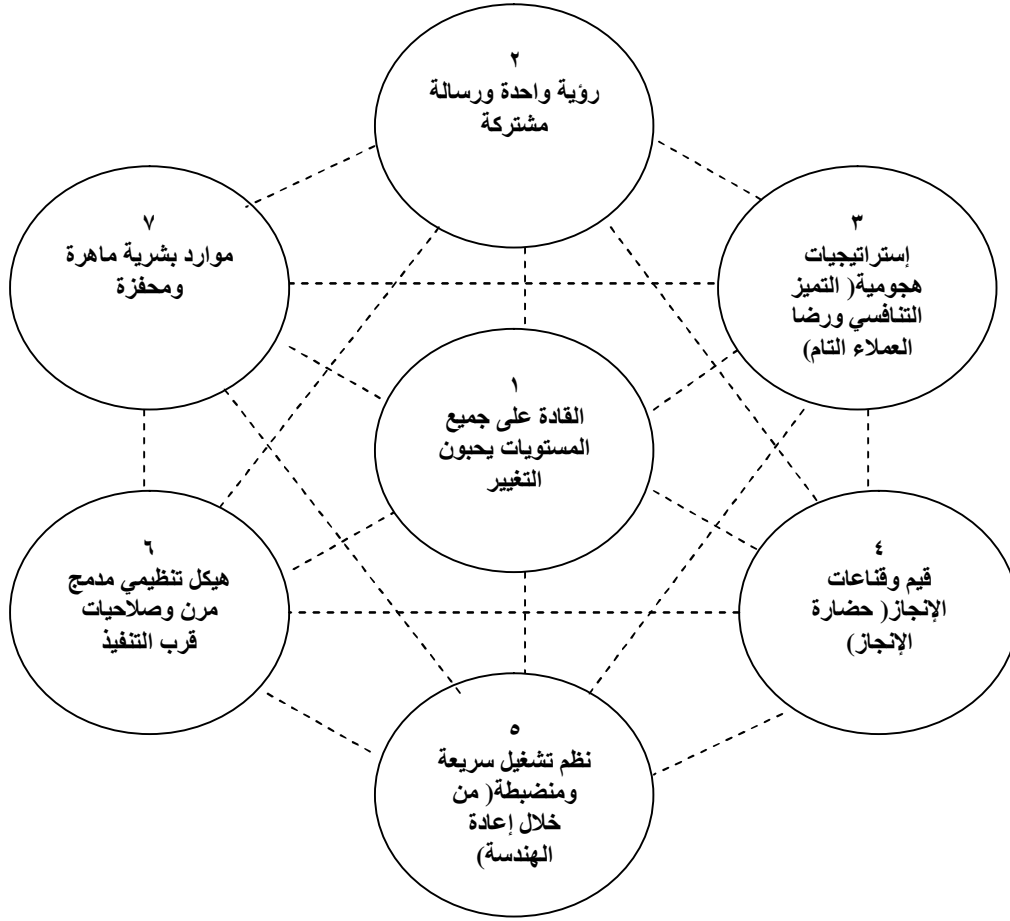 ٢
رؤية واحدة ورسالة
مشتركة
٧
موارد بشرية ماهرة
ومحفزة
٣
إستراتيجيات
هجومية( التميز
التنافسي ورضا
العملاء التام)
١
القادة على جميع
المستويات يحبون
التغيير
٦
هيكل تنظيمي مدمج
مرن وصلاحيات
قرب التنفيذ
٤
قيم وقناعات
الإنجاز( حضارة
الإنجاز)
٥
نظم تشغيل سريعة
ومنضبطة( من
خلال إعادة
الهندسة)